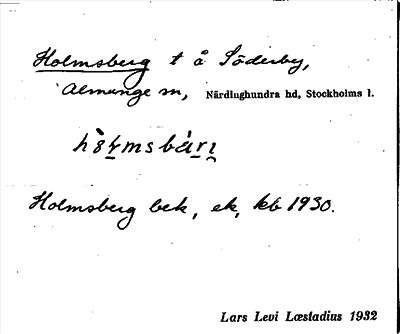 Holmsberg t å Söderby,
Almunge sn, Närdinghundra hd, Stockholms l.
Holmsberg bek, ek, kb 1930.
Lars Levi Læstadius 1932